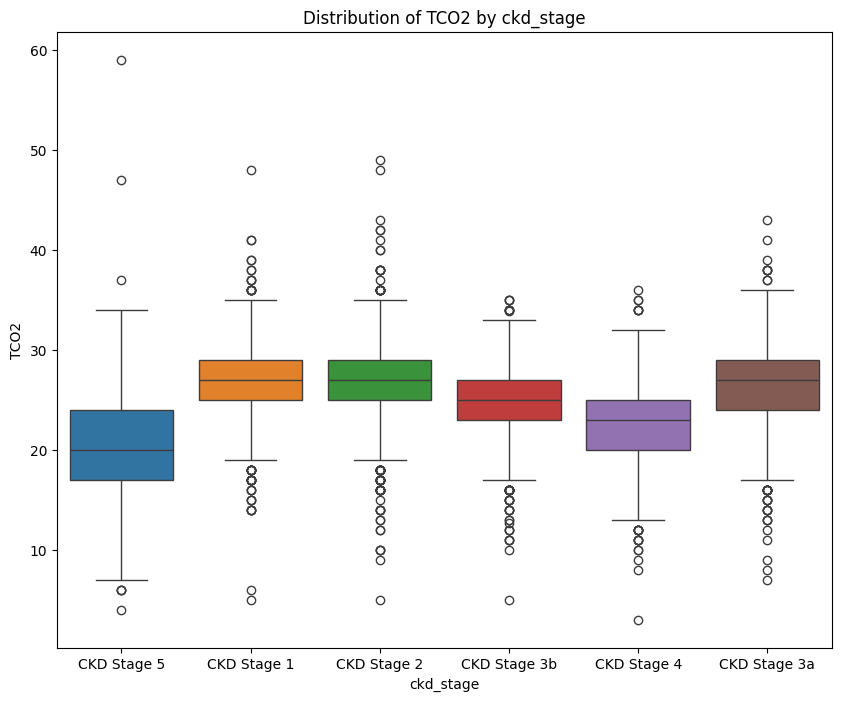 Distribution of TCO2 by ckd_stage
TCO2
60
50
40
30
20
10
CKD Stage 5 CKD Stage 1 CKD Stage 2 CKD Stage 3b CKD Stage 4 CKD Stage 3a
ckd_stage